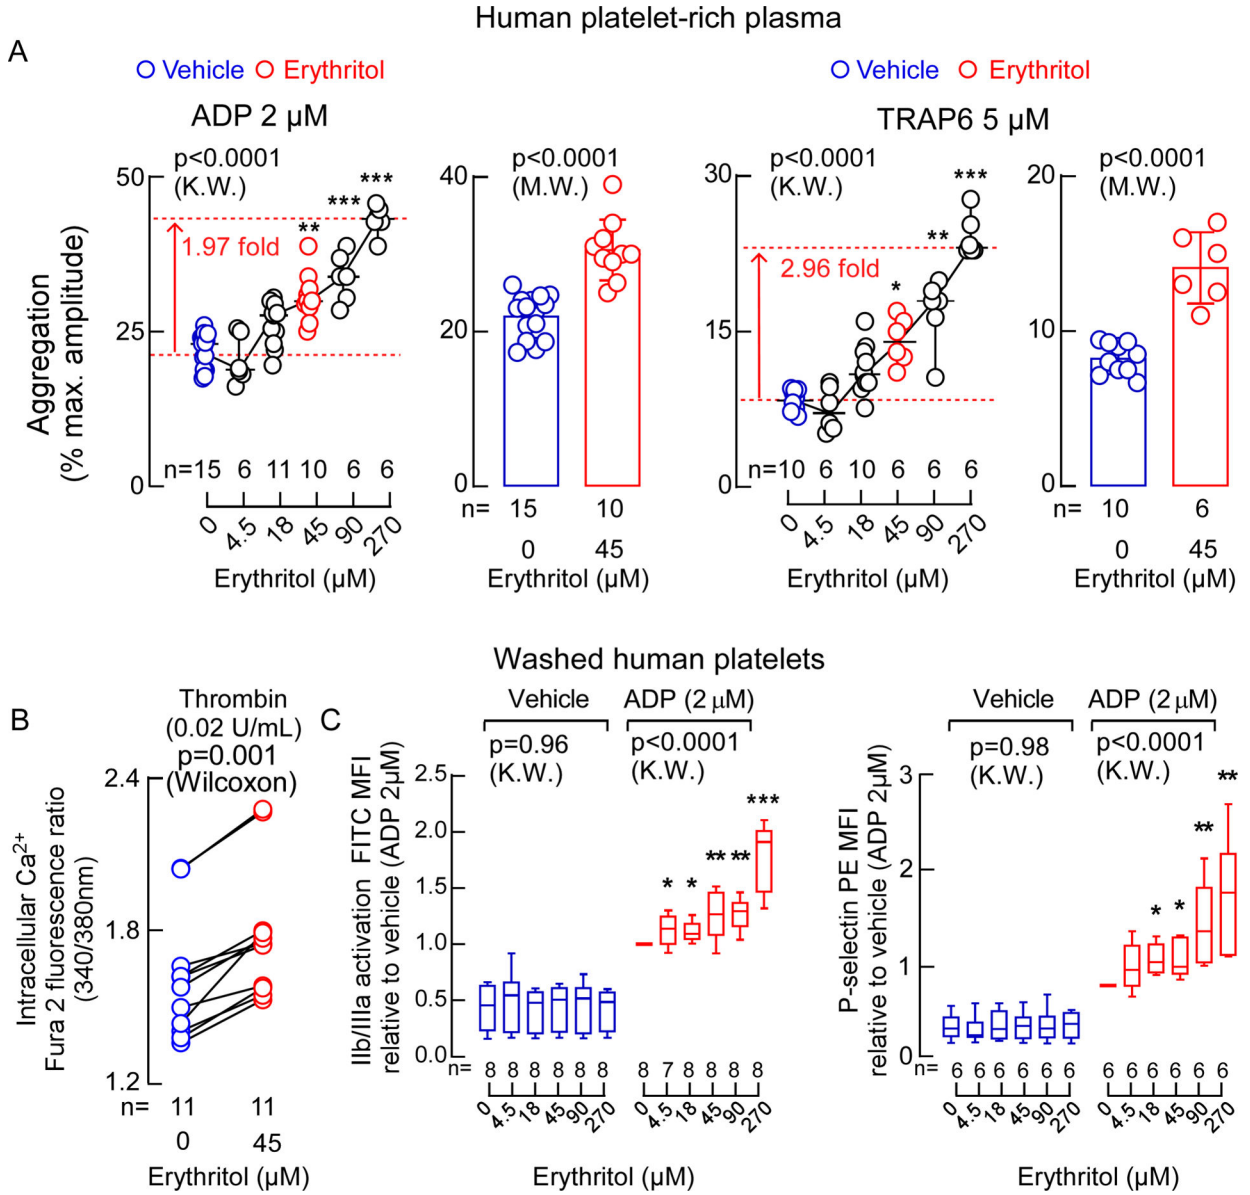 Human platelet-rich plasma
A
Vehicle Erythritol
ADP 2 µM
Vehicle Erythritol
TRAP6 5 µM
Aggregation
(% max. amplitude)
p<0.0001
(K.W.)
50
25
0
1.97 fold
**
***
***
n=15 6 11 10 6 6
0 4.5 18 45 90 270
Erythritol (µM)
p<0.0001
(M.W.)
40
20
0
n= 15 10
0 45
Erythritol (µM)
p<0.0001
(K.W.)
30
15
0
2.96 fold
*
**
***
n=10 6 10 6 6 6
0 4.5 18 45 90 270
Erythritol (µM)
p<0.0001
(M.W.)
20
10
0
n= 10 6
0 45
Erythritol (µM)
Washed human platelets
B
Thrombin
(0.02 U/mL)
p=0.001
(Wilcoxon)
Intracellular Ca2+
Fura 2 fluorescence ratio
(340/380nm)
2.4
1.8
1.2
n= 11 11
0 45
Erythritol (µM)
C
Vehicle ADP (2 µM)
p=0.96
(K.W.)
p<0.0001
(K.W.)
IIb/IIIa activation FITC MFI
relative to vehicle (ADP 2µM)
2.5
2.0
1.5
1.0
0.5
0.0
* * ** ** ***
n= 8 8 8 8 8 8 8 7 8 8 8 8
0 4.5 18 45 90 270 0 4.5 18 45 90 270
Erythritol (µM)
Vehicle ADP (2 µM)
p=0.98
(K.W.)
p<0.0001
(K.W.)
P-selectin PE MFI
relative to vehicle (ADP 2µM)
3
2
1
0
* * ** **
n= 6 6 6 6 6 6 6 6 6 6 6 6
0 4.5 18 45 90 270 0 4.5 18 45 90 270
Erythritol (µM)